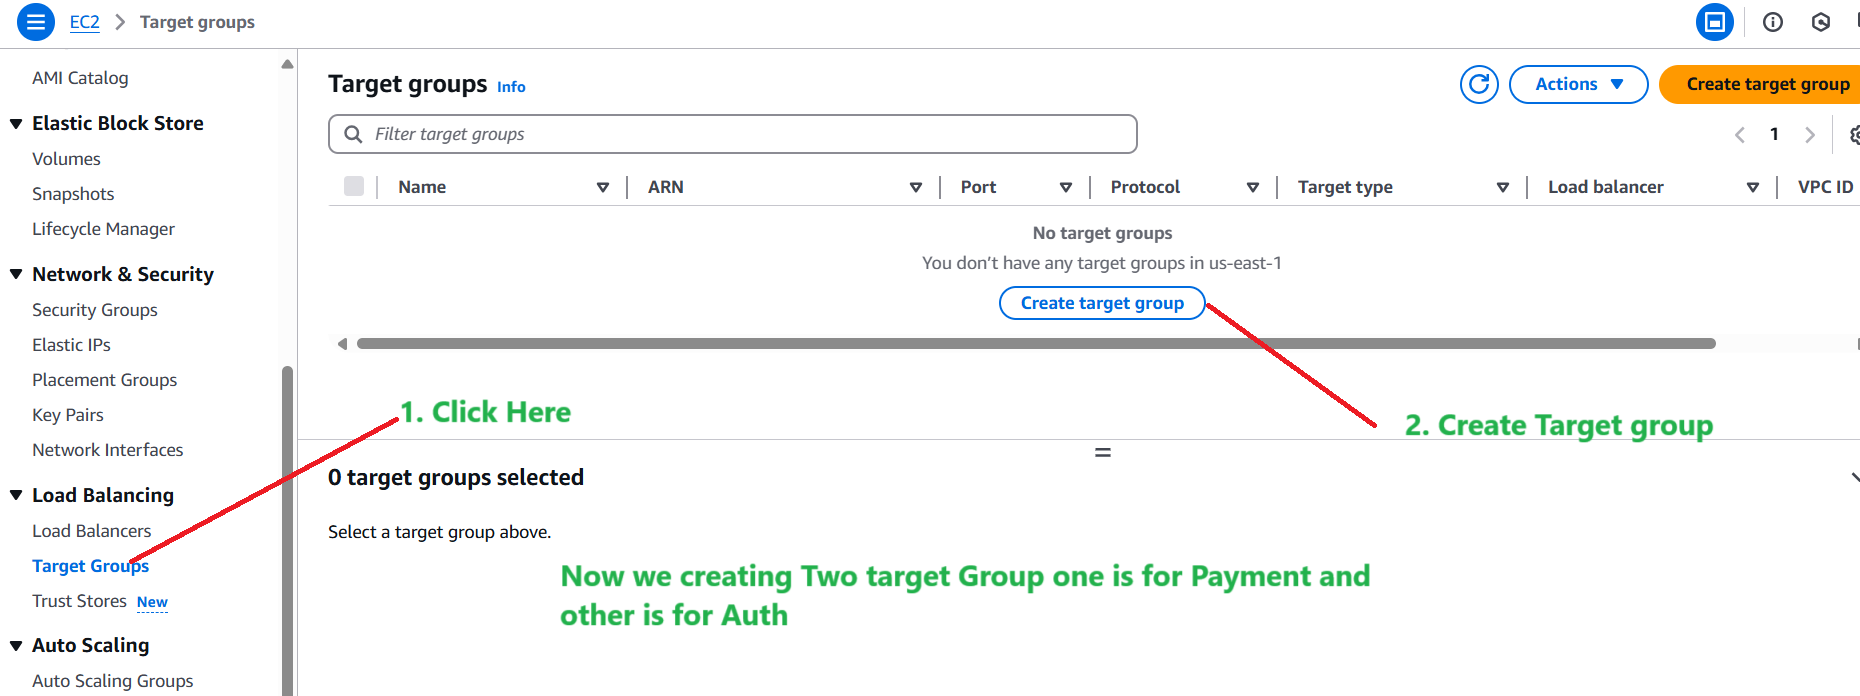 EC2 > Target groups
AMI Catalog
Elastic Block Store
Volumes
Snapshots
Lifecycle Manager
Network & Security
Security Groups
Elastic IPs
Placement Groups
Key Pairs
Network Interfaces
Load Balancing
Load Balancers
Target Groups
Trust Stores New
Auto Scaling
Auto Scaling Groups
Target groups Info
Actions
Create target group
Filter target groups
1
Name ARN Port Protocol Target type Load balancer VPC ID
No target groups
You don’t have any target groups in us-east-1
Create target group
1. Click Here
2. Create Target group
0 target groups selected
Select a target group above.
Now we creating Two target Group one is for Payment and
other is for Auth